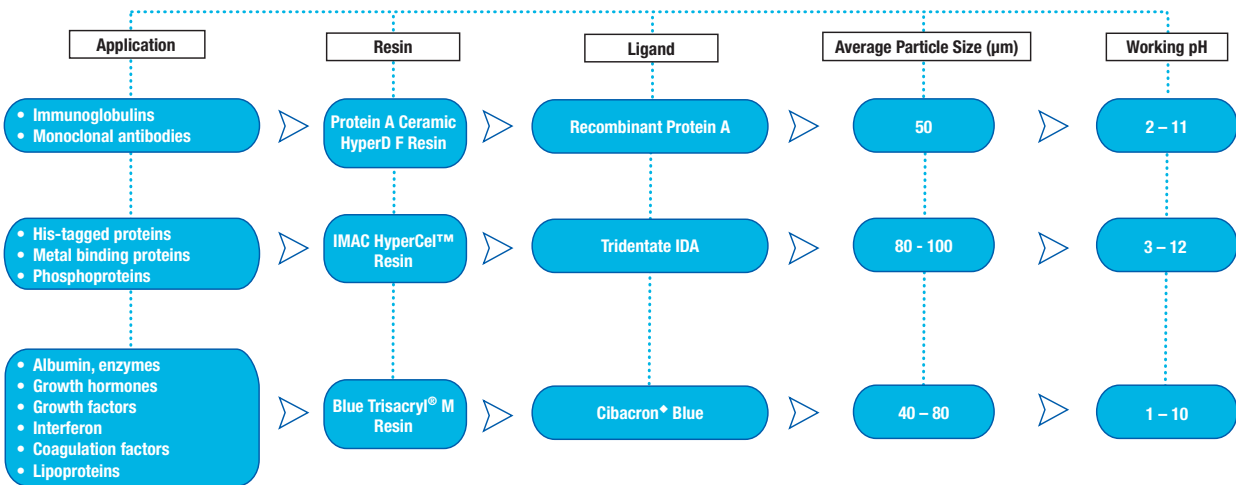 Application
Resin
Ligand
Average Particle Size (µm)
Working pH
• Immunoglobulins
• Monoclonal antibodies
Protein A Ceramic
HyperD F Resin
Recombinant Protein A
50
2 – 11
• His-tagged proteins
• Metal binding proteins
• Phosphoproteins
IMAC HyperCel™
Resin
Tridentate IDA
80 - 100
3 – 12
• Albumin, enzymes
• Growth hormones
• Growth factors
• Interferon
• Coagulation factors
• Lipoproteins
Blue Trisacryl® M
Resin
Cibacron◆ Blue
40 – 80
1 – 10